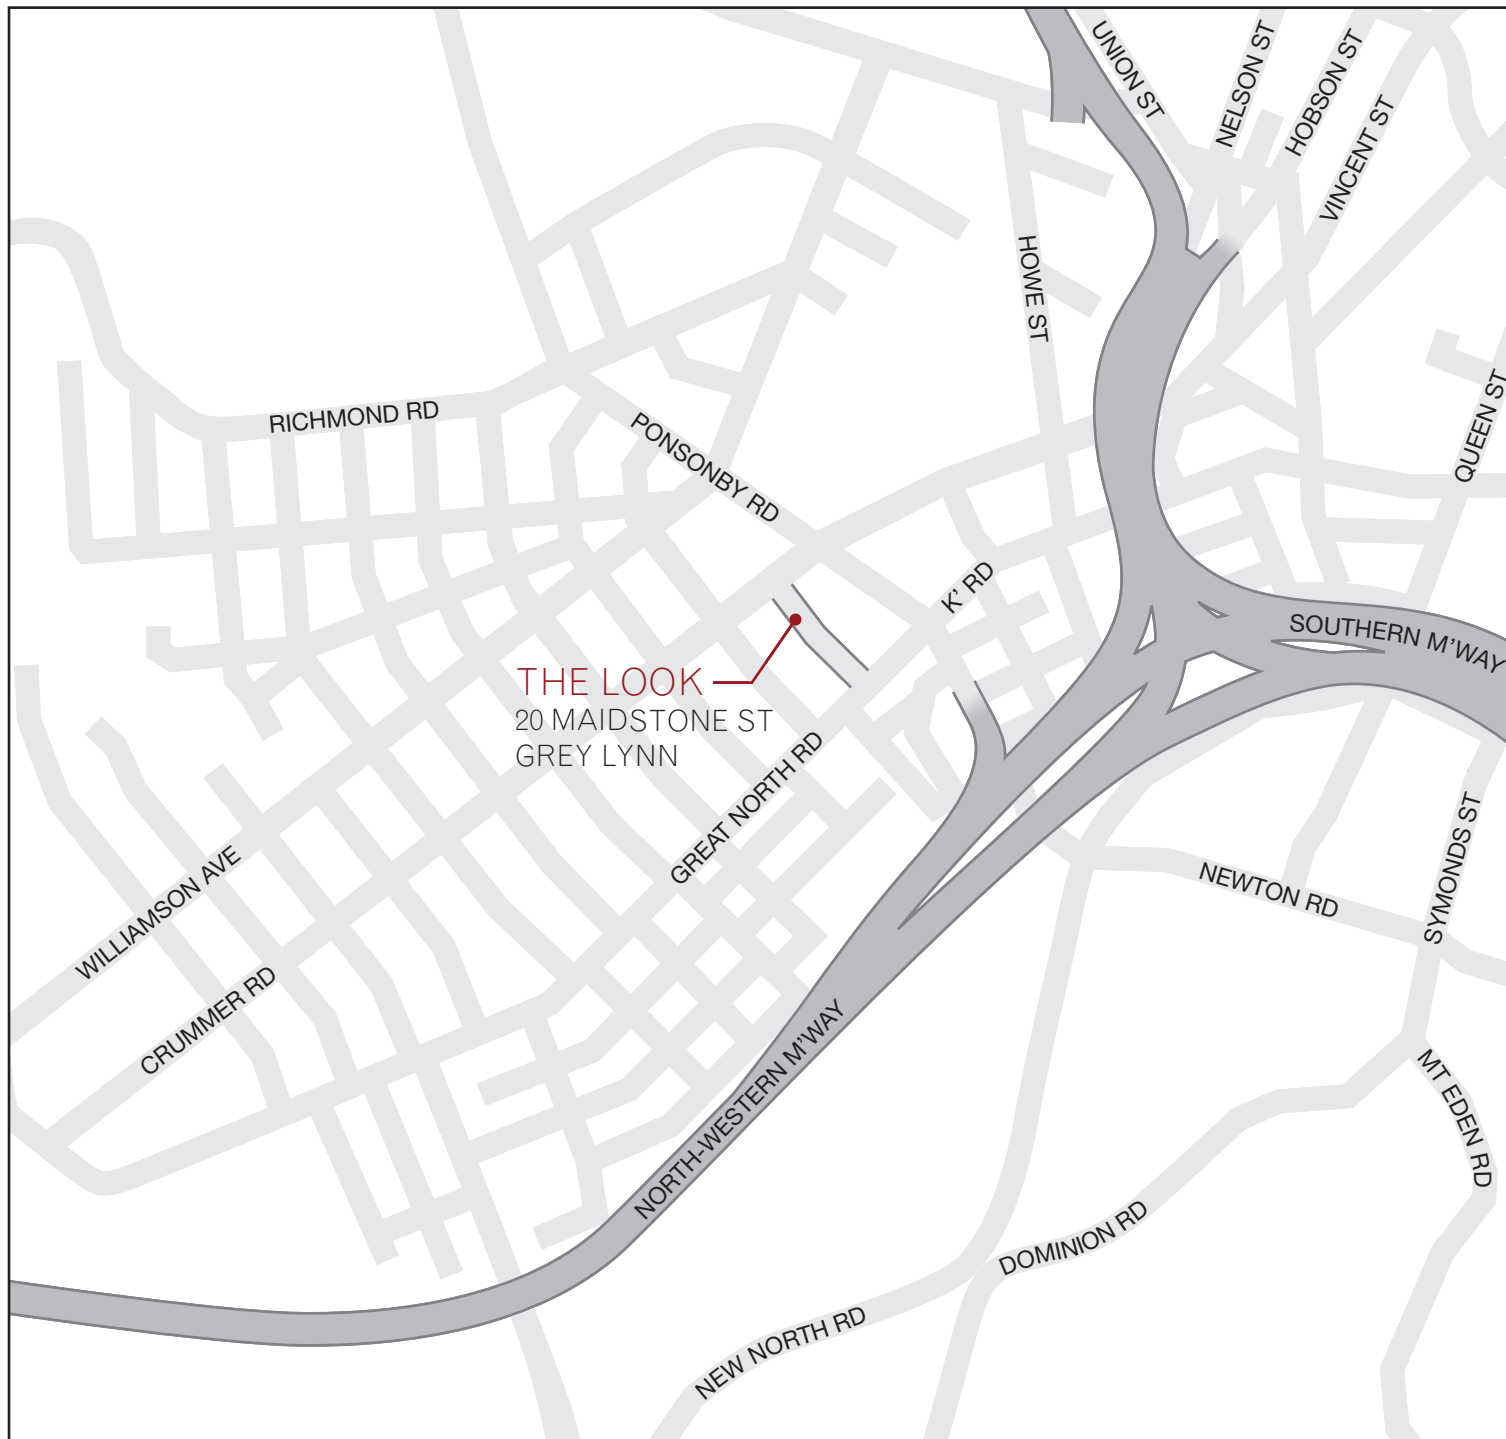 UNION ST
NELSON ST
HOBSON ST
VINCENT ST
HOWE ST
RICHMOND RD
PONSONBY RD
QUEEN ST
K' RD
SOUTHERN M'WAY
THE LOOK
20 MAIDSTONE ST
GREY LYNN
GREAT NORTH RD
WILLIAMSON AVE
CRUMMER RD
NEWTON RD
SYMONDS ST
NORTH-WESTERN M'WAY
MT EDEN RD
DOMINION RD
NEW NORTH RD